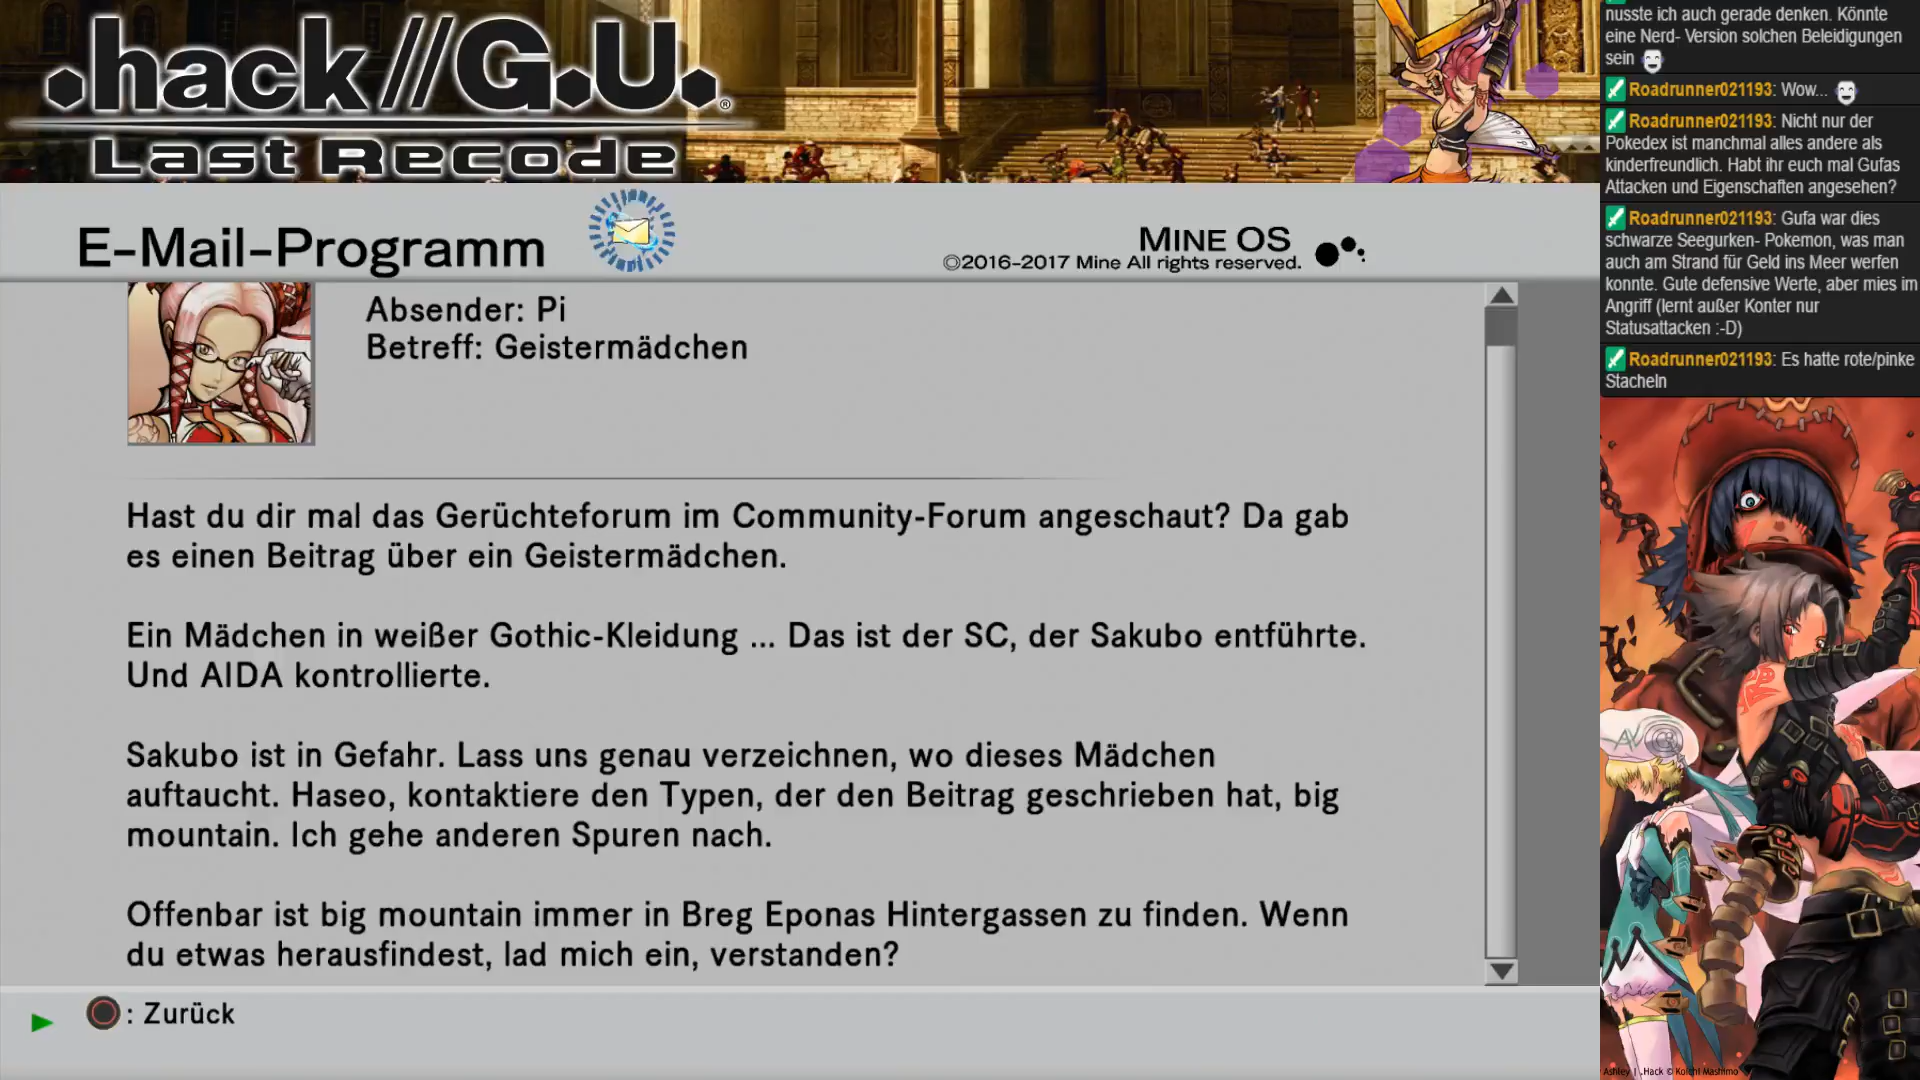 .hack//G.U.®
Last Recode
E-Mail-Programm
MINE OS
©2016-2017 Mine All rights reserved.
Absender: Pi
Betreff: Geistermädchen
Hast du dir mal das Gerüchteforum im Community-Forum angeschaut? Da gab
es einen Beitrag über ein Geistermädchen.
Ein Mädchen in weißer Gothic-Kleidung ... Das ist der SC, der Sakubo entführte.
Und AIDA kontrollierte.
Sakubo ist in Gefahr. Lass uns genau verzeichnen, wo dieses Mädchen
auftaucht. Haseo, kontaktiere den Typen, der den Beitrag geschrieben hat, big
mountain. Ich gehe anderen Spuren nach.
Offenbar ist big mountain immer in Breg Eponas Hintergassen zu finden. Wenn
du etwas herausfindest, lad mich ein, verstanden?
: Zurück
nusste ich auch gerade denken. Könnte
eine Nerd- Version solchen Beleidigungen
sein
Roadrunner021193: Wow...
Roadrunner021193: Nicht nur der
Pokedex ist manchmal alles andere als
kinderfreundlich. Habt ihr euch mal Gufas
Attacken und Eigenschaften angesehen?
Roadrunner021193: Gufa war dies
schwarze Seegurken- Pokemon, was man
auch am Strand für Geld ins Meer werfen
konnte. Gute defensive Werte, aber mies im
Angriff (lernt außer Konter nur
Statusattacken :-D)
Roadrunner021193: Es hatte rote/pinke
Stacheln
Ashley | .Hack © Koichi Mashimo